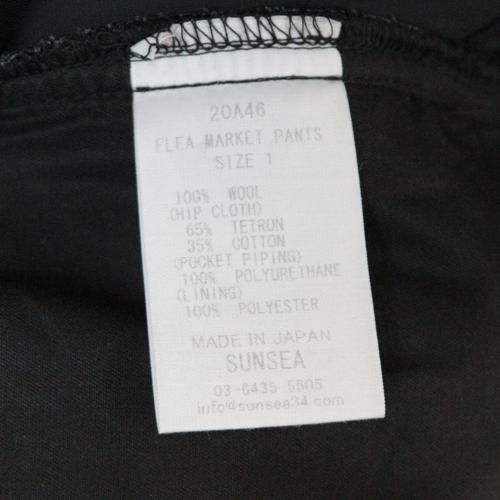 20A46
FLEA MARKET PANTS
SIZE 1
100% WOOL
(HIP CLOTH)
65% TETRON
35% COTTON
(POCKET PIPING)
100% POLYURETHANE
(LINING)
100% POLYESTER
MADE IN JAPAN
SUNSEA
03-6435 5505
info@sunsea34.com